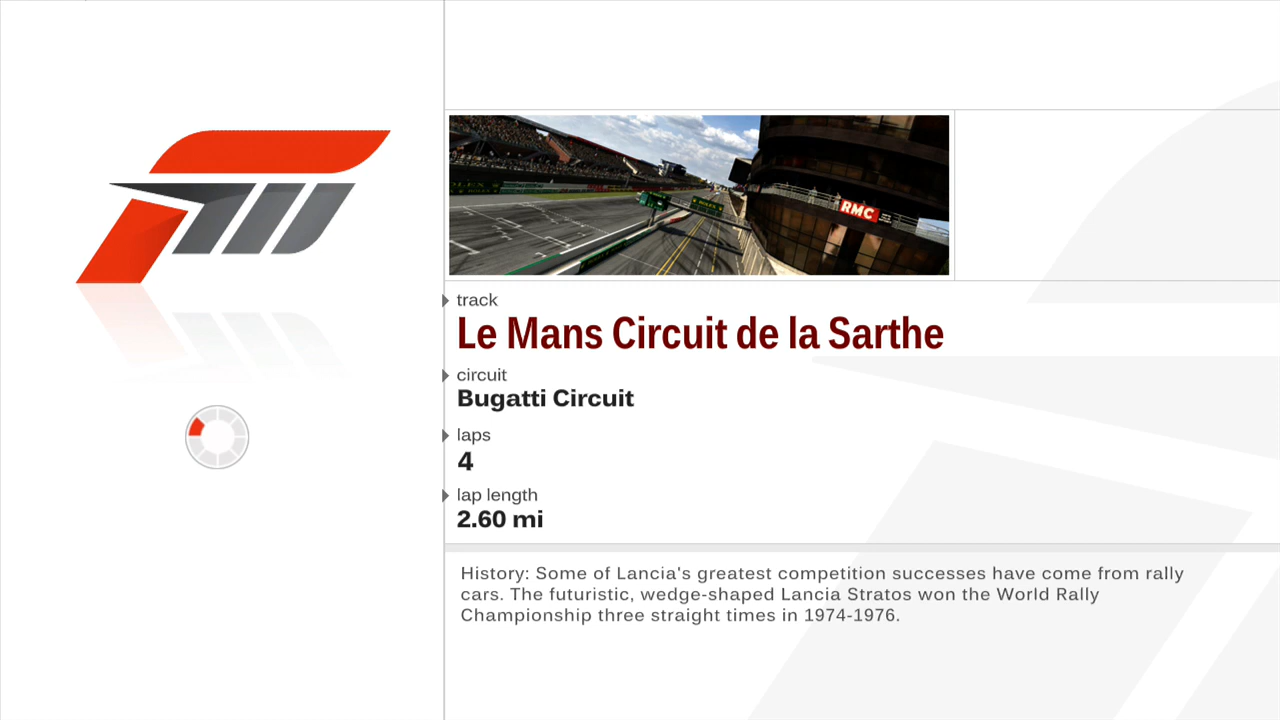 RMC
track
Le Mans Circuit de la Sarthe
circuit
Bugatti Circuit
laps
4
lap length
2.60 mi
History: Some of Lancia's greatest competition successes have come from rally
cars. The futuristic, wedge-shaped Lancia Stratos won the World Rally
Championship three straight times in 1974-1976.